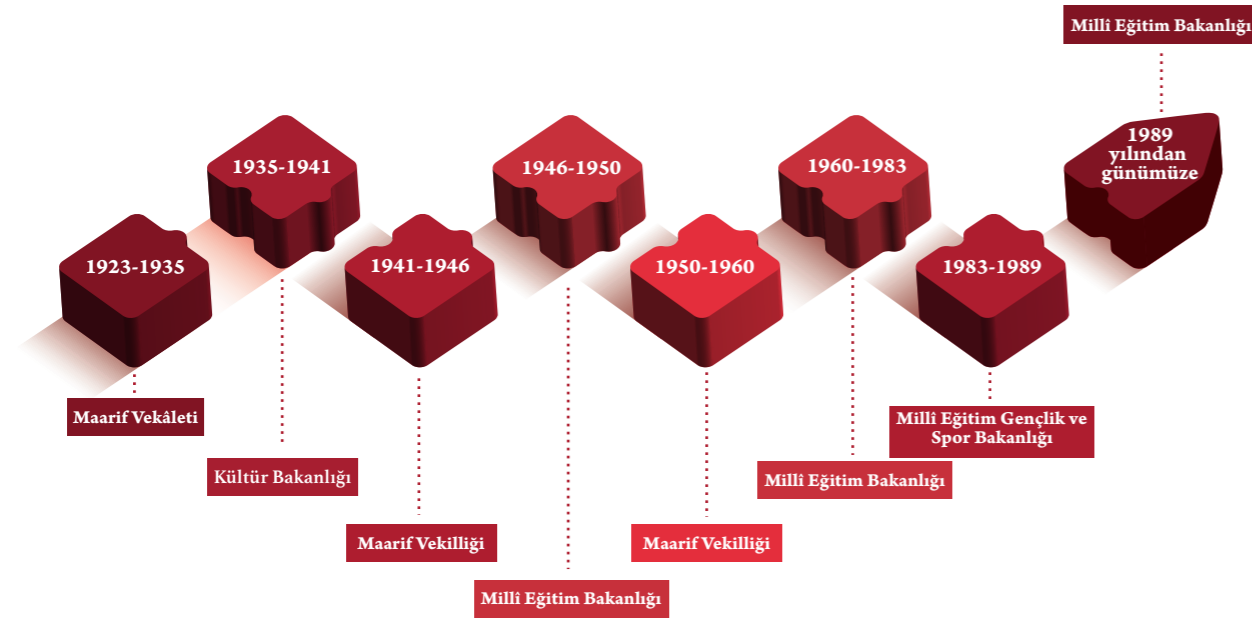 1923-1935
Maarif Vekâleti
1935-1941
Kültür Bakanlığı
1941-1946
Maarif Vekilliği
1946-1950
Millî Eğitim Bakanlığı
1950-1960
Maarif Vekilliği
1960-1983
Millî Eğitim Bakanlığı
1983-1989
Millî Eğitim Gençlik ve
Spor Bakanlığı
1989
yılından
günümüze
Millî Eğitim Bakanlığı